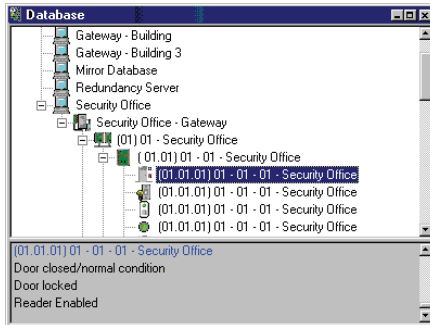 Database
Gateway - Building
Gateway - Building 3
Mirror Database
Redundancy Server
Security Office
Security Office - Gateway
(01) 01 - Security Office
( 01.01) 01 - 01 - Security Office
(01.01.01) 01 - 01 - 01 - Security Office
(01.01.01) 01 - 01 - 01 - Security Office
(01.01.01) 01 - 01 - 01 - Security Office
(01.01.01) 01 - 01 - 01 - Security Office
(01.01.01) 01 - 01 - 01 - Security Office
Door closed/normal condition
Door locked
Reader Enabled